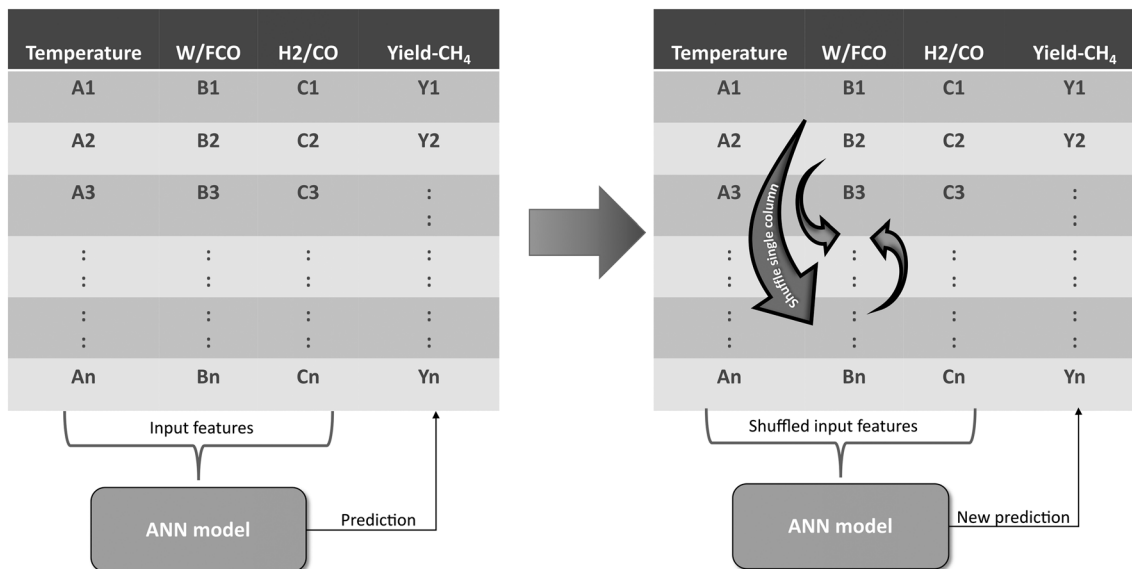 Temperature W/FCO H2/CO Yield-CH₄
A1 B1 C1 Y1
A2 B2 C2 Y2
A3 B3 C3 :
:
: : : :
: : : :
: : : :
: : : :
An Bn Cn Yn
Input features
ANN model
Prediction
Temperature W/FCO H2/CO Yield-CH₄
A1 B1 C1 Y1
A2 B2 C2 Y2
A3 B3 C3 :
:
: : : :
: : : :
: : : :
: : : :
An Bn Cn Yn
Shuffle single column
Shuffled input features
ANN model
New prediction